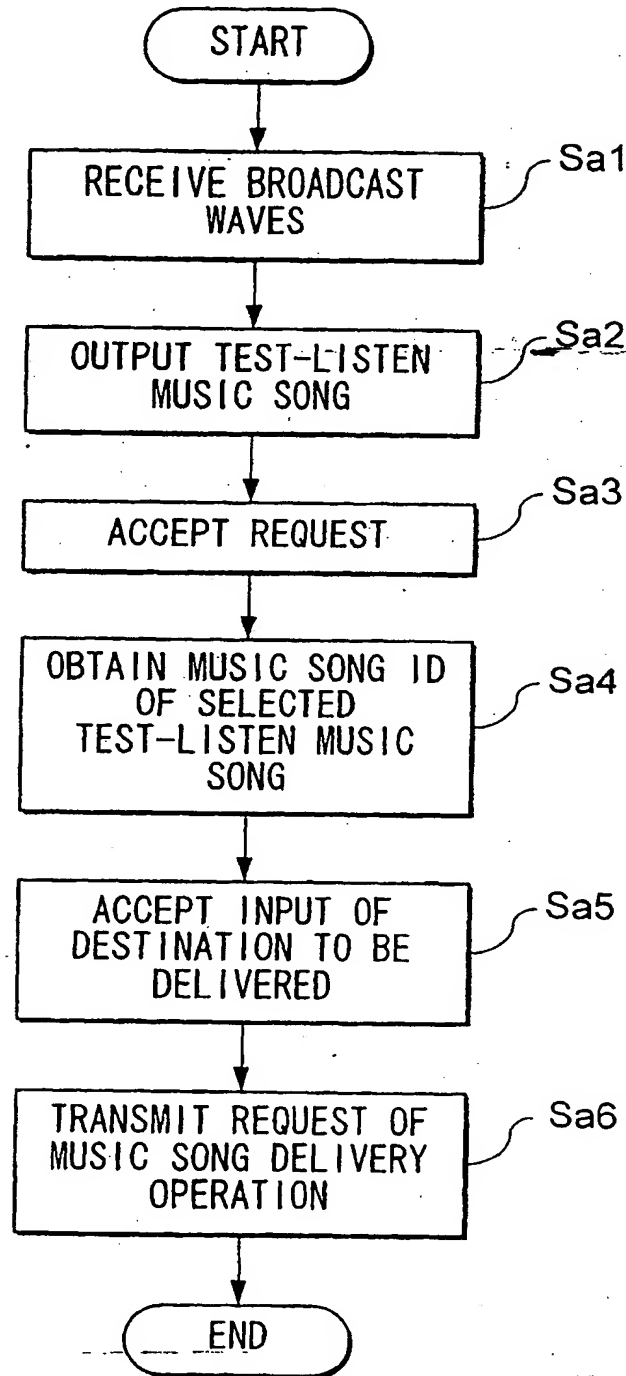 START
RECEIVE BROADCAST
WAVES
Sa1
OUTPUT TEST-LISTEN
MUSIC SONG
Sa2
ACCEPT REQUEST
Sa3
OBTAIN MUSIC SONG ID
OF SELECTED
TEST-LISTEN MUSIC
SONG
Sa4
ACCEPT INPUT OF
DESTINATION TO BE
DELIVERED
Sa5
TRANSMIT REQUEST OF
MUSIC SONG DELIVERY
OPERATION
Sa6
END